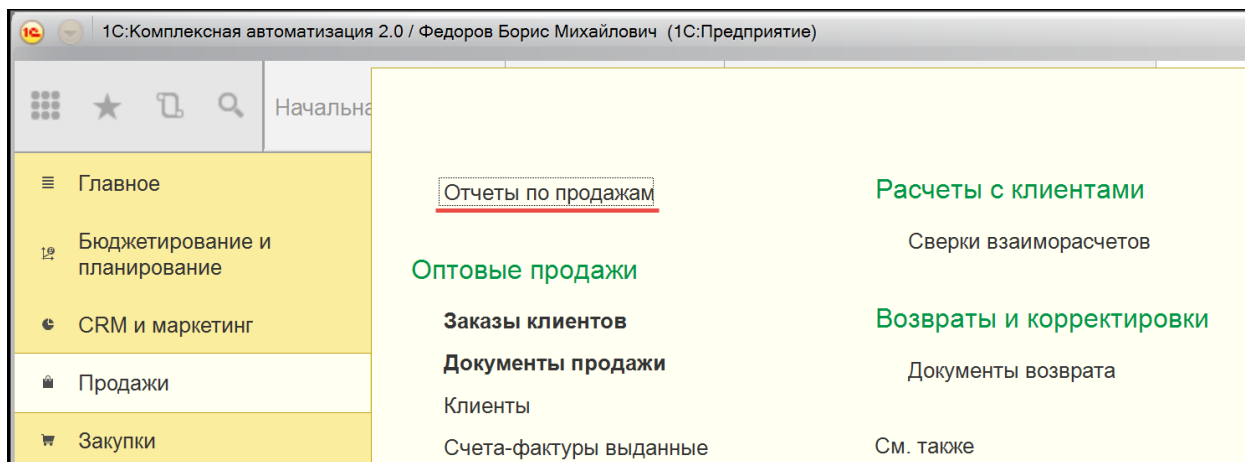 1С:Комплексная автоматизация 2.0 / Федоров Борис Михайлович (1С:Предприятие)
Начальна
Главное
Бюджетирование и
планирование
CRM и маркетинг
Продажи
Закупки
Отчеты по продажам
Оптовые продажи
Заказы клиентов
Документы продажи
Клиенты
Счета-фактуры выданные
Расчеты с клиентами
Сверки взаиморасчетов
Возвраты и корректировки
Документы возврата
См. также